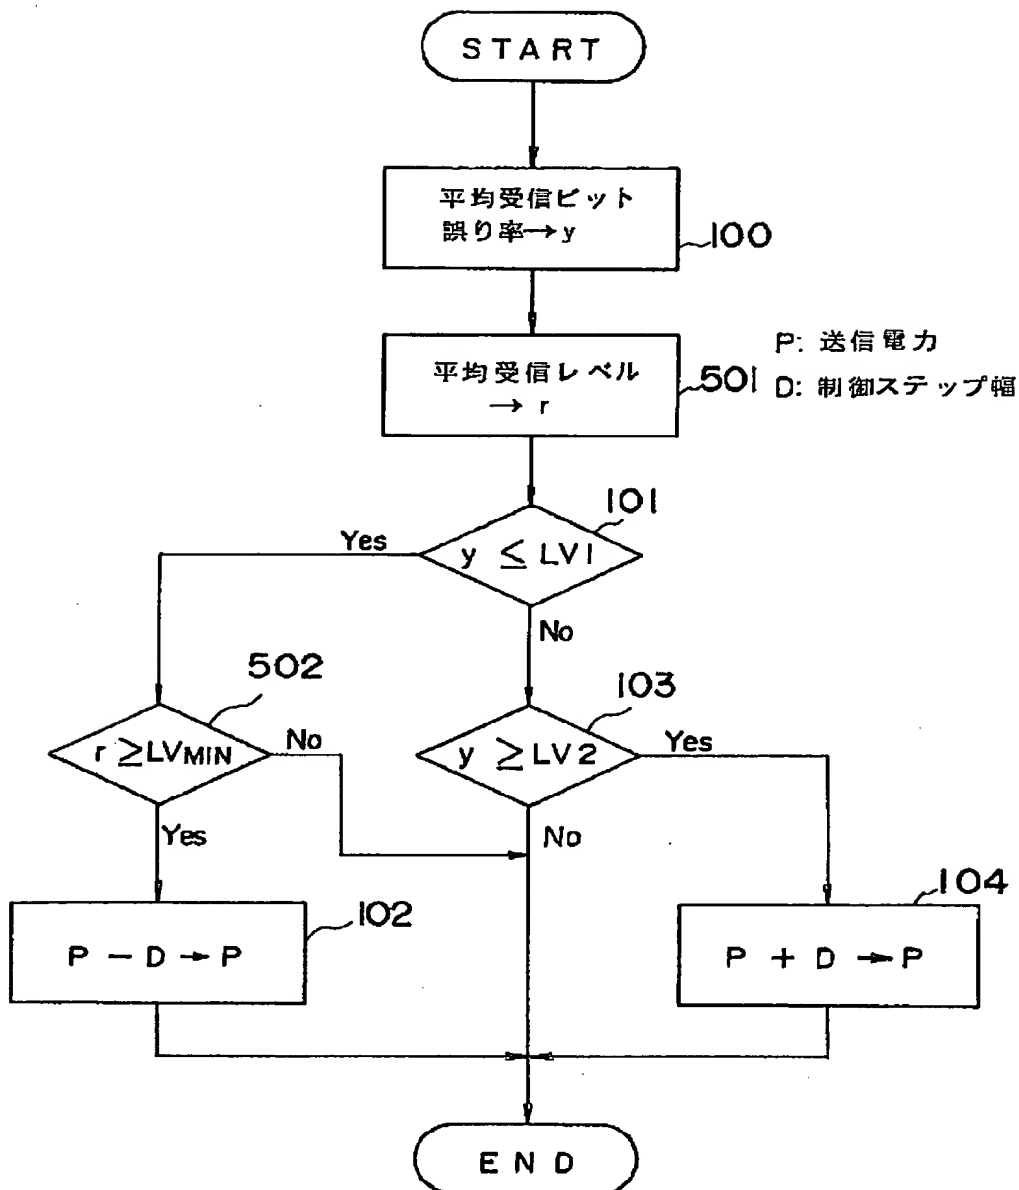 START
平均受信ビット
誤り率→y
100
平均受信レベル
→ r
501
P: 送信電力
D: 制御ステップ幅
101
Yes
y ≤ LV1
No
502
103
r ≥LVMIN
No
y ≥ LV2
Yes
Yes
No
102
104
P − D → P
P + D → P
END